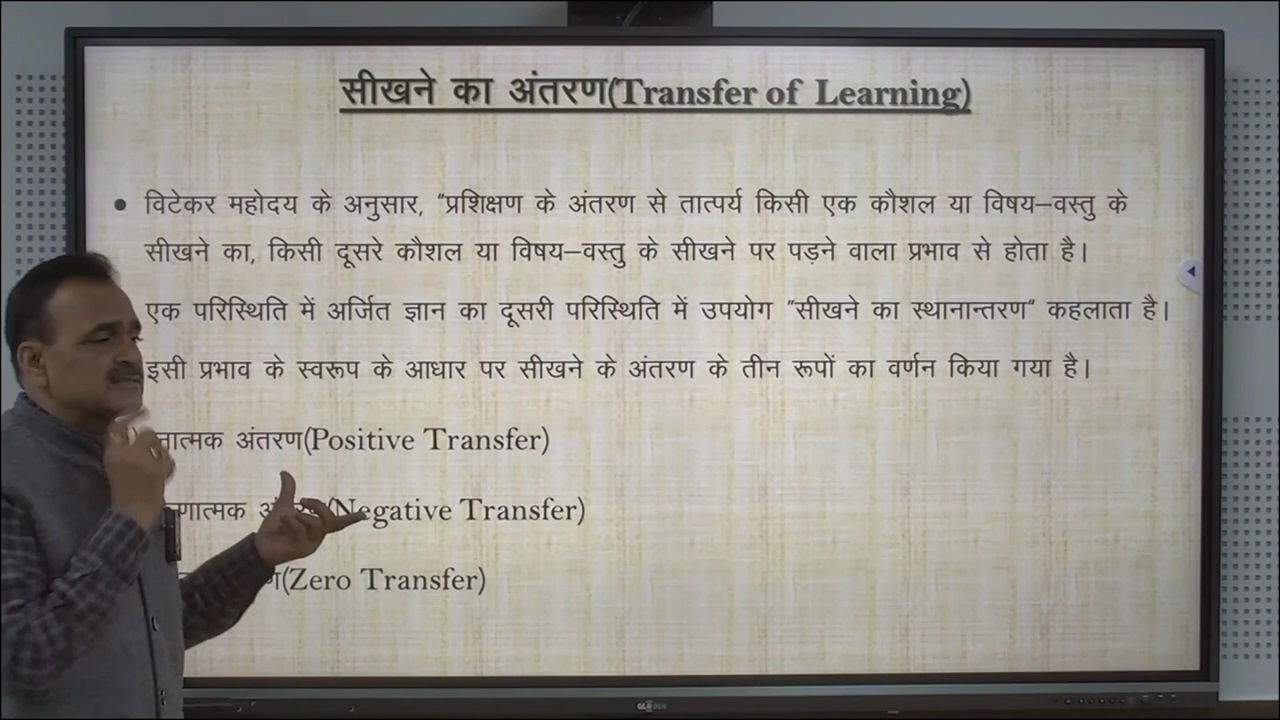 सीखने का अंतरण(Transfer of Learning)
• विटेकर महोदय के अनुसार, "प्रशिक्षण के अंतरण से तात्पर्य किसी एक कौशल या विषय–वस्तु के
सीखने का, किसी दूसरे कौशल या विषय–वस्तु के सीखने पर पड़ने वाला प्रभाव से होता है।
एक परिस्थिति में अर्जित ज्ञान का दूसरी परिस्थिति में उपयोग "सीखने का स्थानान्तरण" कहलाता है।
इसी प्रभाव के स्वरूप के आधार पर सीखने के अंतरण के तीन रूपों का वर्णन किया गया है।
अंतरण(Positive Transfer)
(Negative Transfer)
(Zero Transfer)